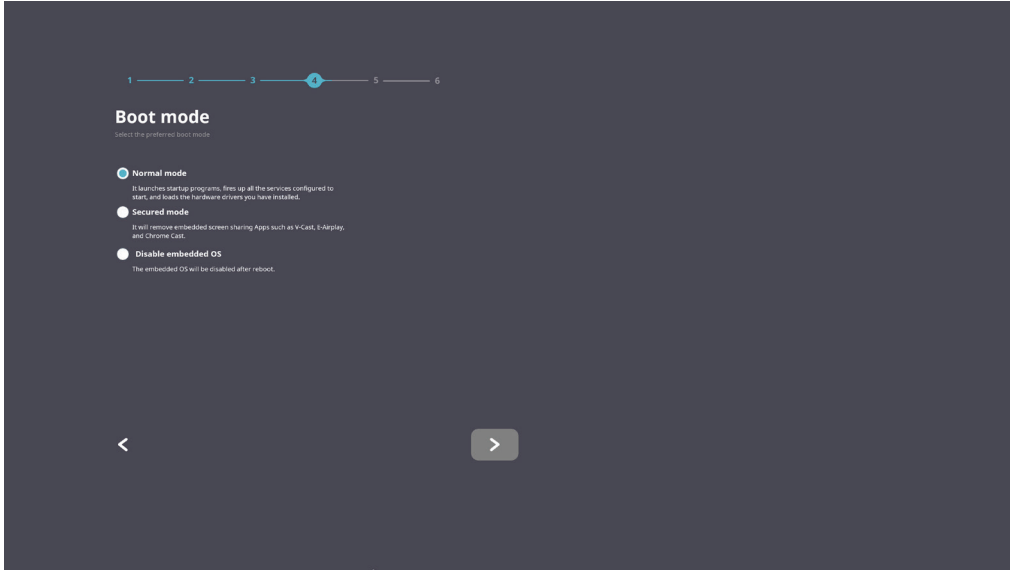 1 2 3 4 5 6
Boot mode
Select the preferred boot mode
Normal mode
It launches startup programs, fires up all the services configured to
start, and loads the hardware drivers you have installed.
Secured mode
It will remove embedded screen sharing Apps such as V-Cast, E-Airplay,
and Chrome Cast.
Disable embedded OS
The embedded OS will be disabled after reboot.